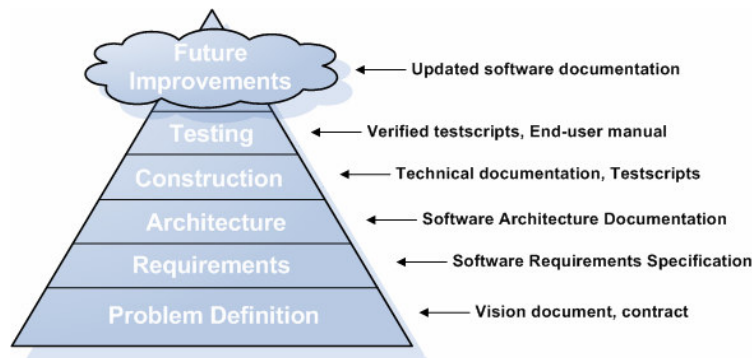 Future
Improvements
Updated software documentation
Testing
Verified testscripts, End-user manual
Construction
Technical documentation, Testscripts
Architecture
Software Architecture Documentation
Requirements
Software Requirements Specification
Problem Definition
Vision document, contract